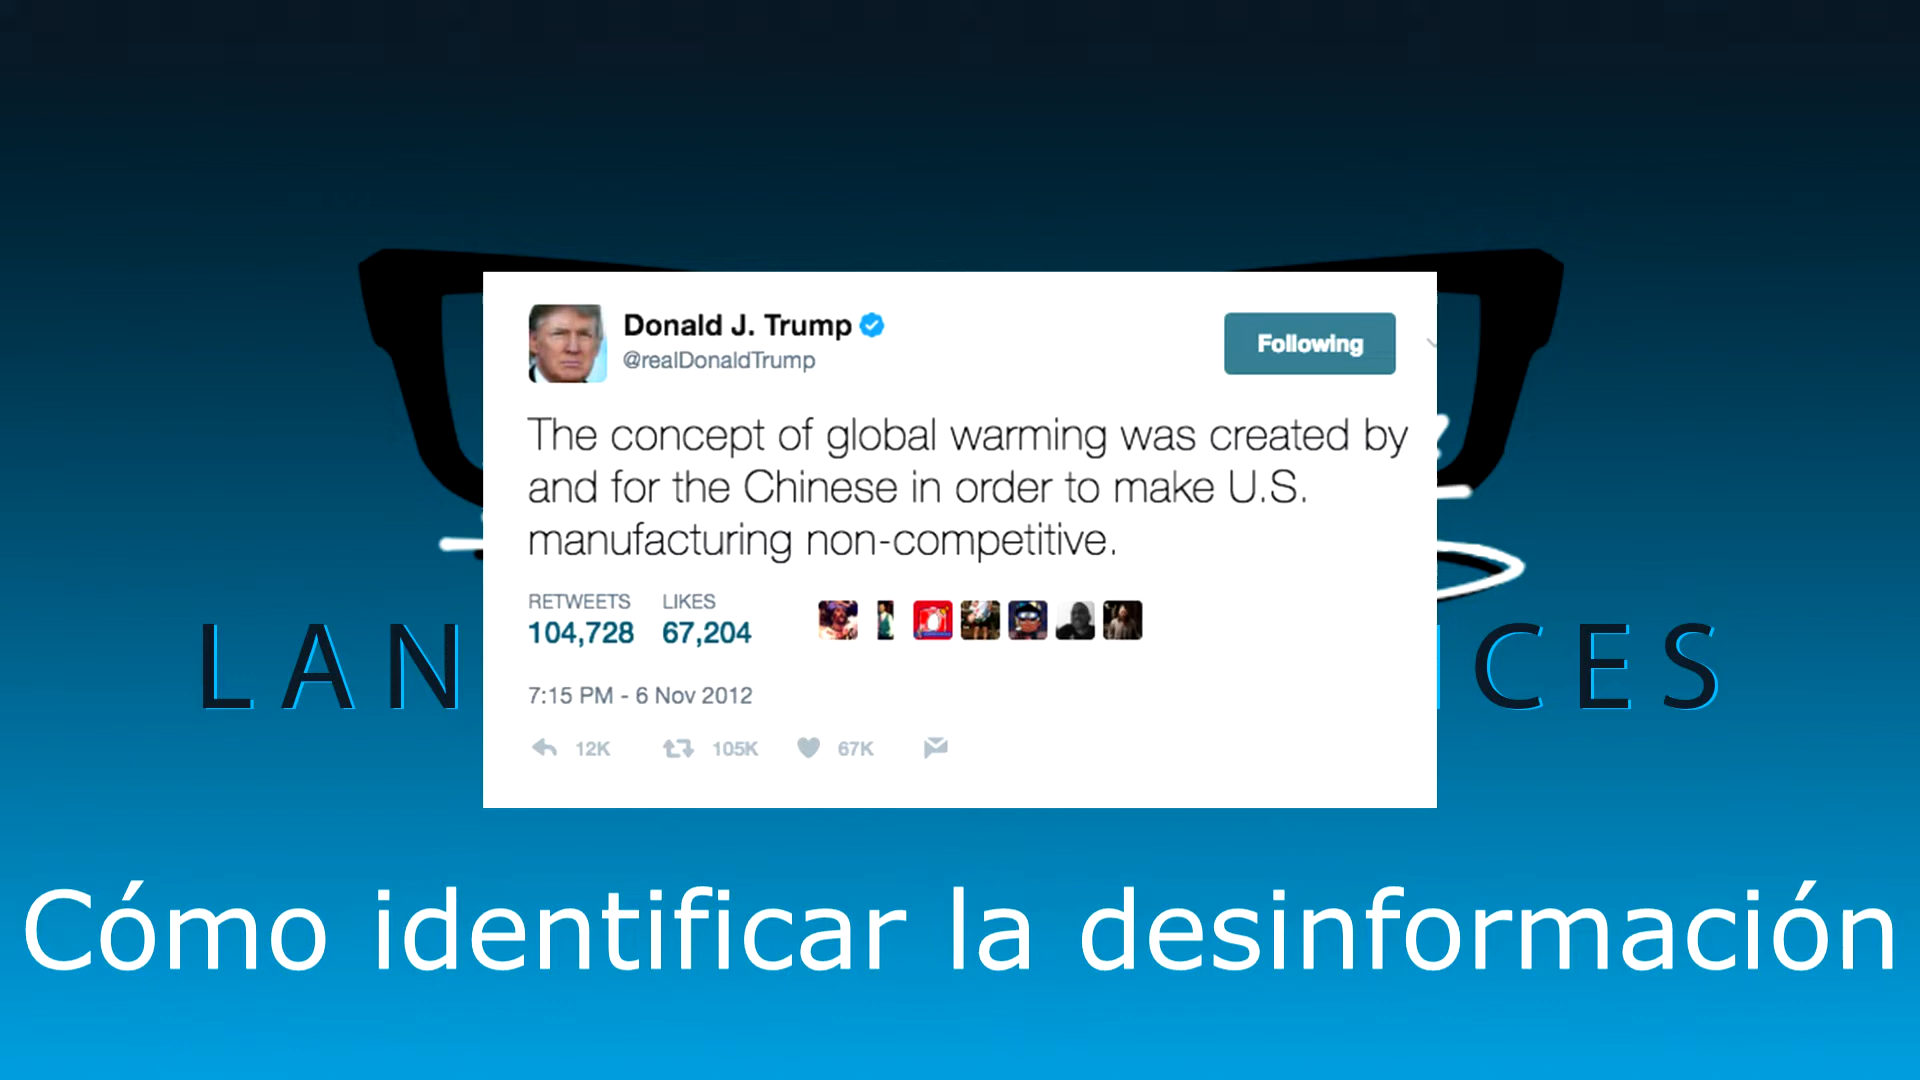 Donald J. Trump
@realDonaldTrump
Following
The concept of global warming was created by
and for the Chinese in order to make U.S.
manufacturing non-competitive.
RETWEETS LIKES
104,728 67,204
7:15 PM - 6 Nov 2012
12K 105K 67K
LAN CES
Cómo identificar la desinformación